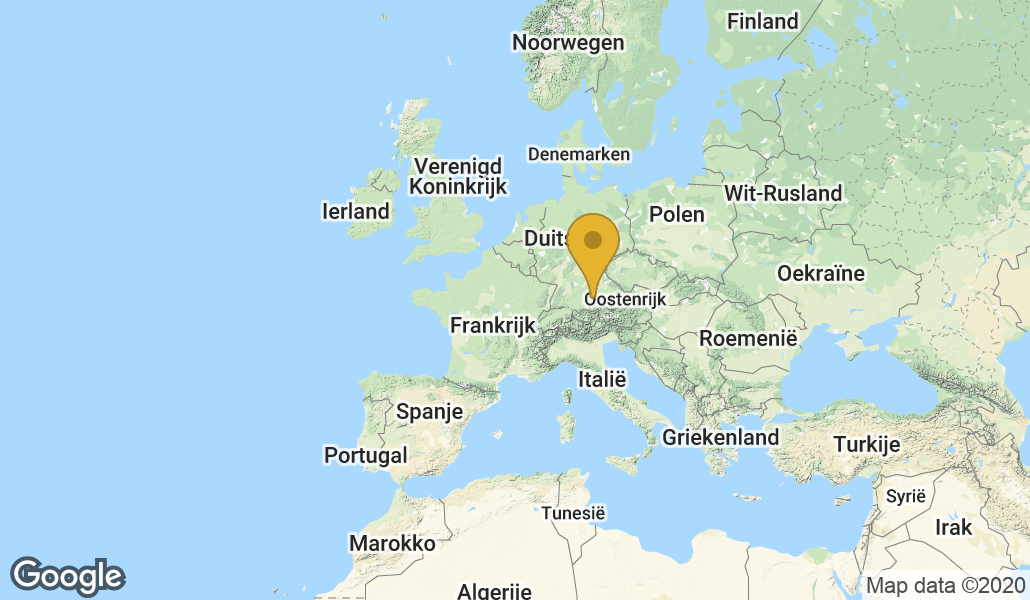 Finland
Noorwegen
Denemarken
Verenigd
Koninkrijk
Wit-Rusland
Ierland
Polen
Duits
Oekraïne
Oostenrijk
Frankrijk
Roemenië
Italië
Spanje
Griekenland
Turkije
Portugal
Syrië
Tunesië
Irak
Marokko
Google
Map data ©2020
Algerije